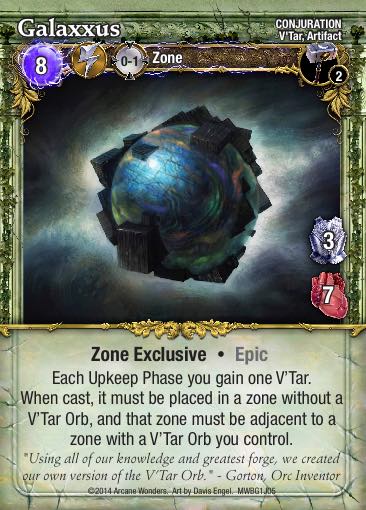 Galaxxus
CONJURATION
V'Tar, Artifact
8
0-1
Zone
2
3
7
Zone Exclusive • Epic
Each Upkeep Phase you gain one V'Tar.
When cast, it must be placed in a zone without a
V'Tar Orb, and that zone must be adjacent to a
zone with a V'Tar Orb you control.
"Using all of our knowledge and greatest forge, we created
our own version of the V'Tar Orb." - Gorton, Orc Inventor
©2014 Arcane Wonders. Art by Davis Engel. MWBG1J05